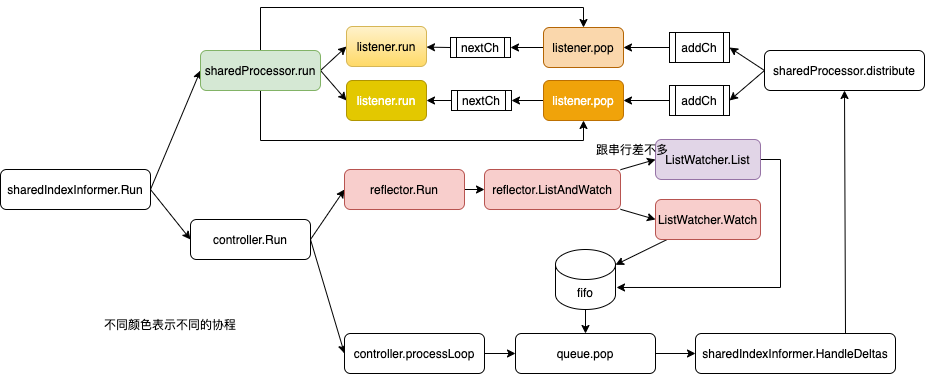 listener.run
nextCh
listener.pop
addCh
sharedProcessor.run
sharedProcessor.distribute
listener.run
nextCh
listener.pop
addCh
跟串行差不多
ListWatcher.List
sharedIndexInformer.Run
reflector.Run
reflector.ListAndWatch
ListWatcher.Watch
controller.Run
fifo
不同颜色表示不同的协程
controller.processLoop
queue.pop
sharedIndexInformer.HandleDeltas